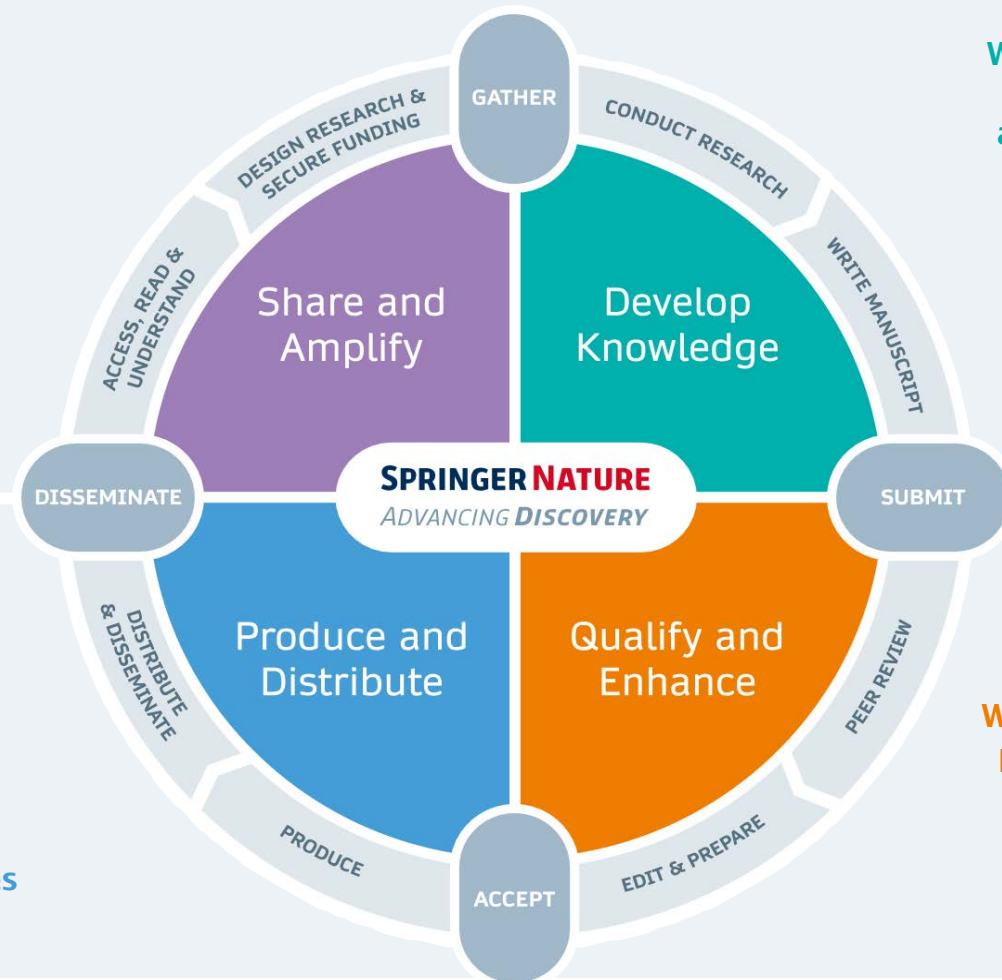 GATHER
DESIGN RESEARCH &
SECURE FUNDING
CONDUCT RESEARCH
ACCESS, READ &
UNDERSTAND
WRITE MANUSCRIPT
Share and
Amplify
Develop
Knowledge
DISSEMINATE
SPRINGER NATURE
ADVANCING DISCOVERY
SUBMIT
Produce and
Distribute
Qualify and
Enhance
DISTRIBUTE
& DISSEMINATE
PEER REVIEW
PRODUCE
EDIT & PREPARE
ACCEPT